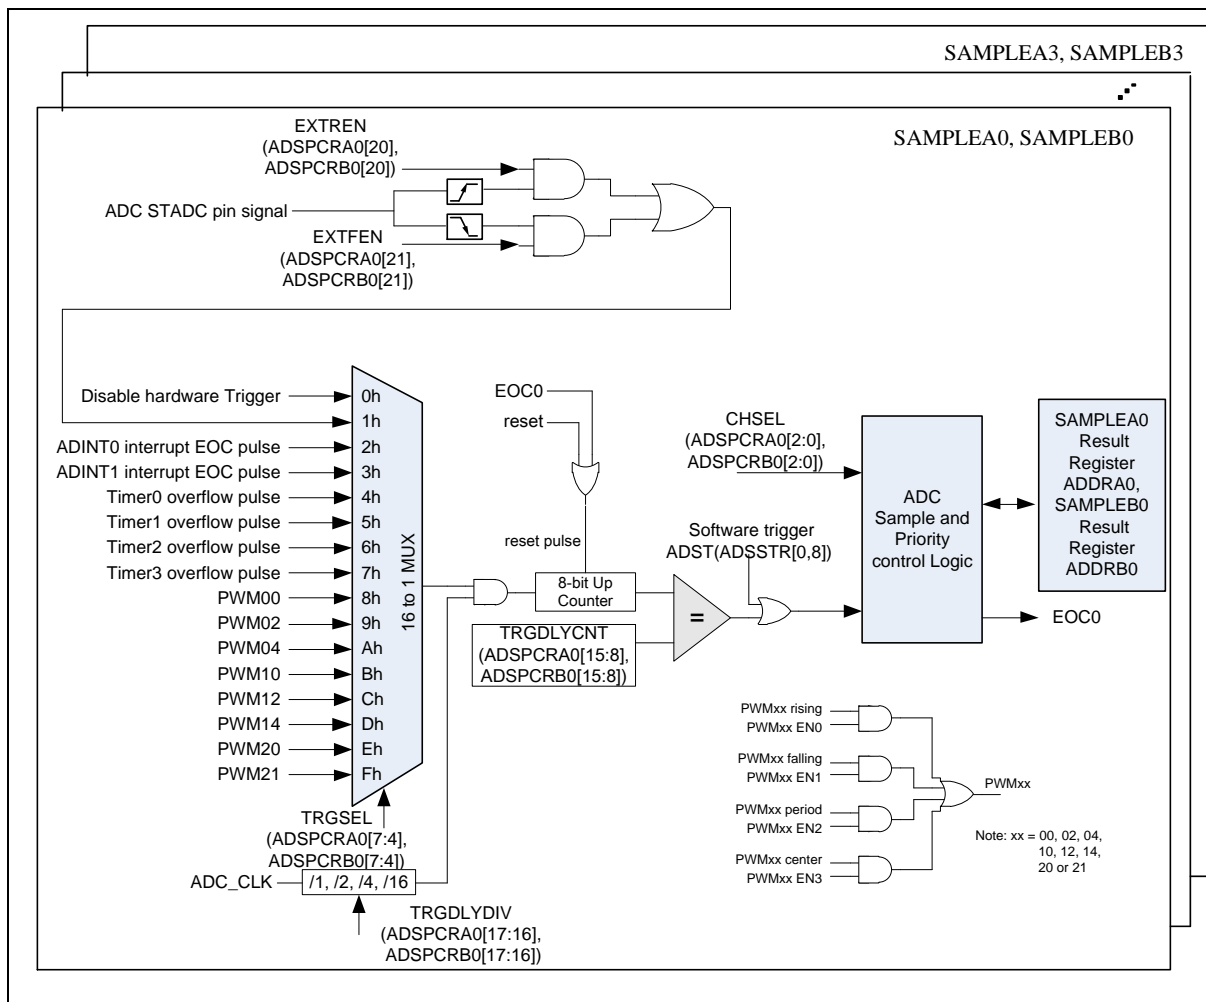 SAMPLEA3, SAMPLEB3
SAMPLEA0, SAMPLEB0
EXTREN
(ADSPCRA0[20],
ADSPCRB0[20])
ADC STADC pin signal
EXTFEN
(ADSPCRA0[21],
ADSPCRB0[21])
Disable hardware Trigger
0h
1h
ADINT0 interrupt EOC pulse
2h
ADINT1 interrupt EOC pulse
3h
Timer0 overflow pulse
4h
Timer1 overflow pulse
5h
Timer2 overflow pulse
6h
Timer3 overflow pulse
7h
PWM00
8h
PWM02
9h
PWM04
Ah
PWM10
Bh
PWM12
Ch
PWM14
Dh
PWM20
Eh
PWM21
Fh
16 to 1 MUX
TRGSEL
(ADSPCRA0[7:4],
ADSPCRB0[7:4])
ADC_CLK
/1, /2, /4, /16
TRGDLYDIV
(ADSPCRA0[17:16],
ADSPCRB0[17:16])
EOC0
reset
reset pulse
8-bit Up
Counter
TRGDLYCNT
(ADSPCRA0[15:8],
ADSPCRB0[15:8])
=
Software trigger
ADST(ADSSTR[0,8])
CHSEL
(ADSPCRA0[2:0],
ADSPCRB0[2:0])
ADC
Sample and
Priority
control Logic
SAMPLEA0
Result
Register
ADDRA0,
SAMPLEB0
Result
Register
ADDRB0
EOC0
PWMxx rising
PWMxx EN0
PWMxx falling
PWMxx EN1
PWMxx period
PWMxx EN2
PWMxx center
PWMxx EN3
PWMxx
Note: xx = 00, 02, 04,
10, 12, 14,
20 or 21